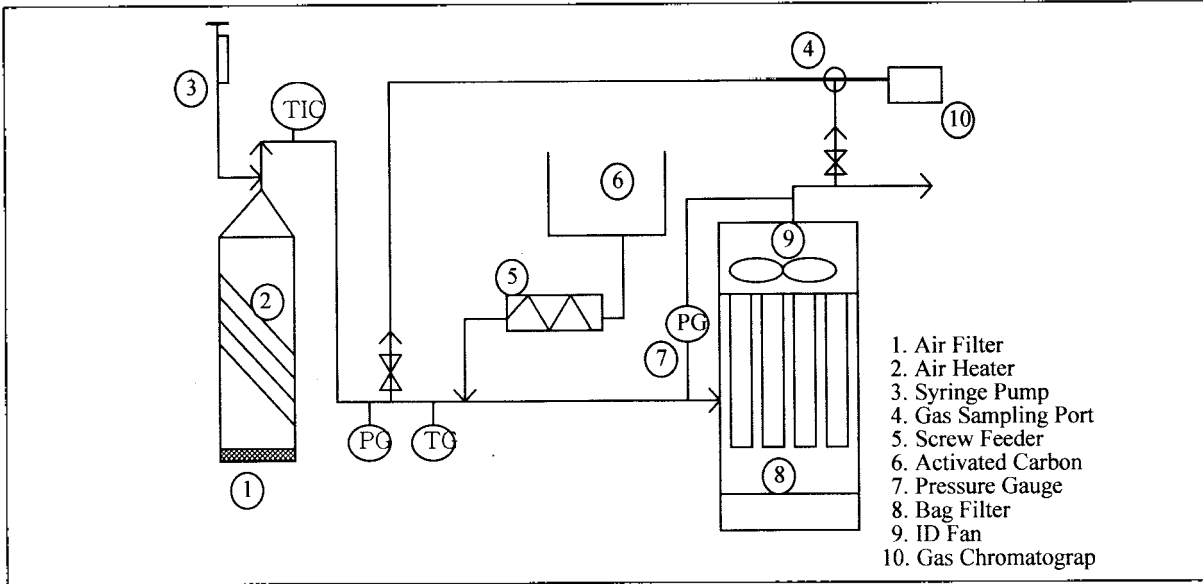 4
3
TIC
10
6
5
9
2
PG
7
PG
TG
8
1
1. Air Filter
2. Air Heater
3. Syringe Pump
4. Gas Sampling Port
5. Screw Feeder
6. Activated Carbon
7. Pressure Gauge
8. Bag Filter
9. ID Fan
10. Gas Chromatograp